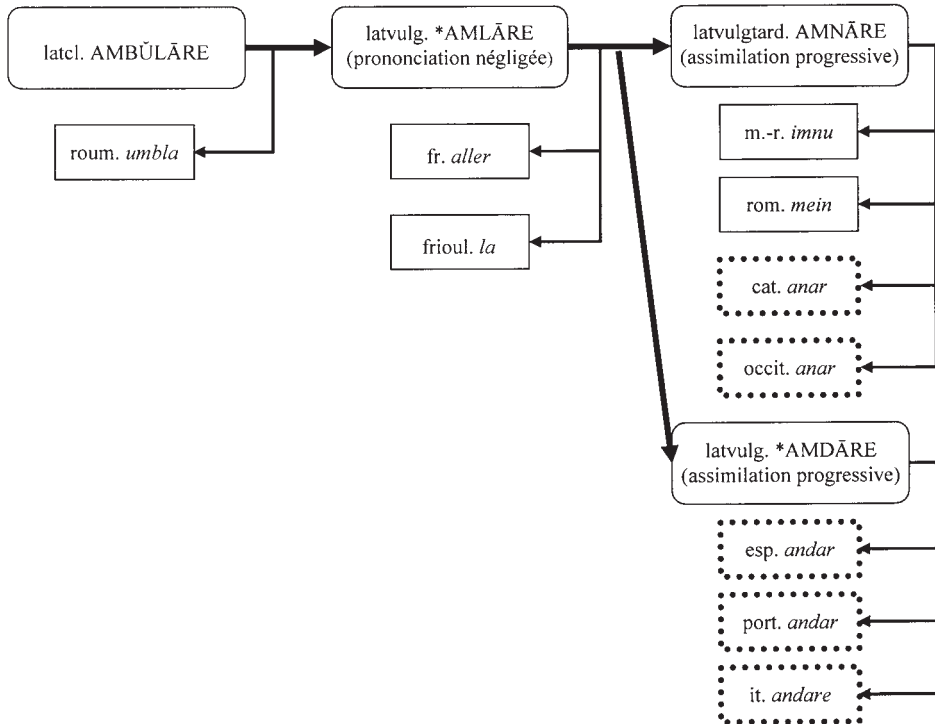 latcl. AMBŬLĀRE
latvulg. *AMLĀRE
(prononciation négligée)
latvulgtard. AMNĀRE
(assimilation progressive)
roum. umbla
fr. aller
frioul. la
m.-r. imnu
rom. mein
cat. anar
occit. anar
latvulg. *AMDĀRE
(assimilation progressive)
esp. andar
port. andar
it. andare